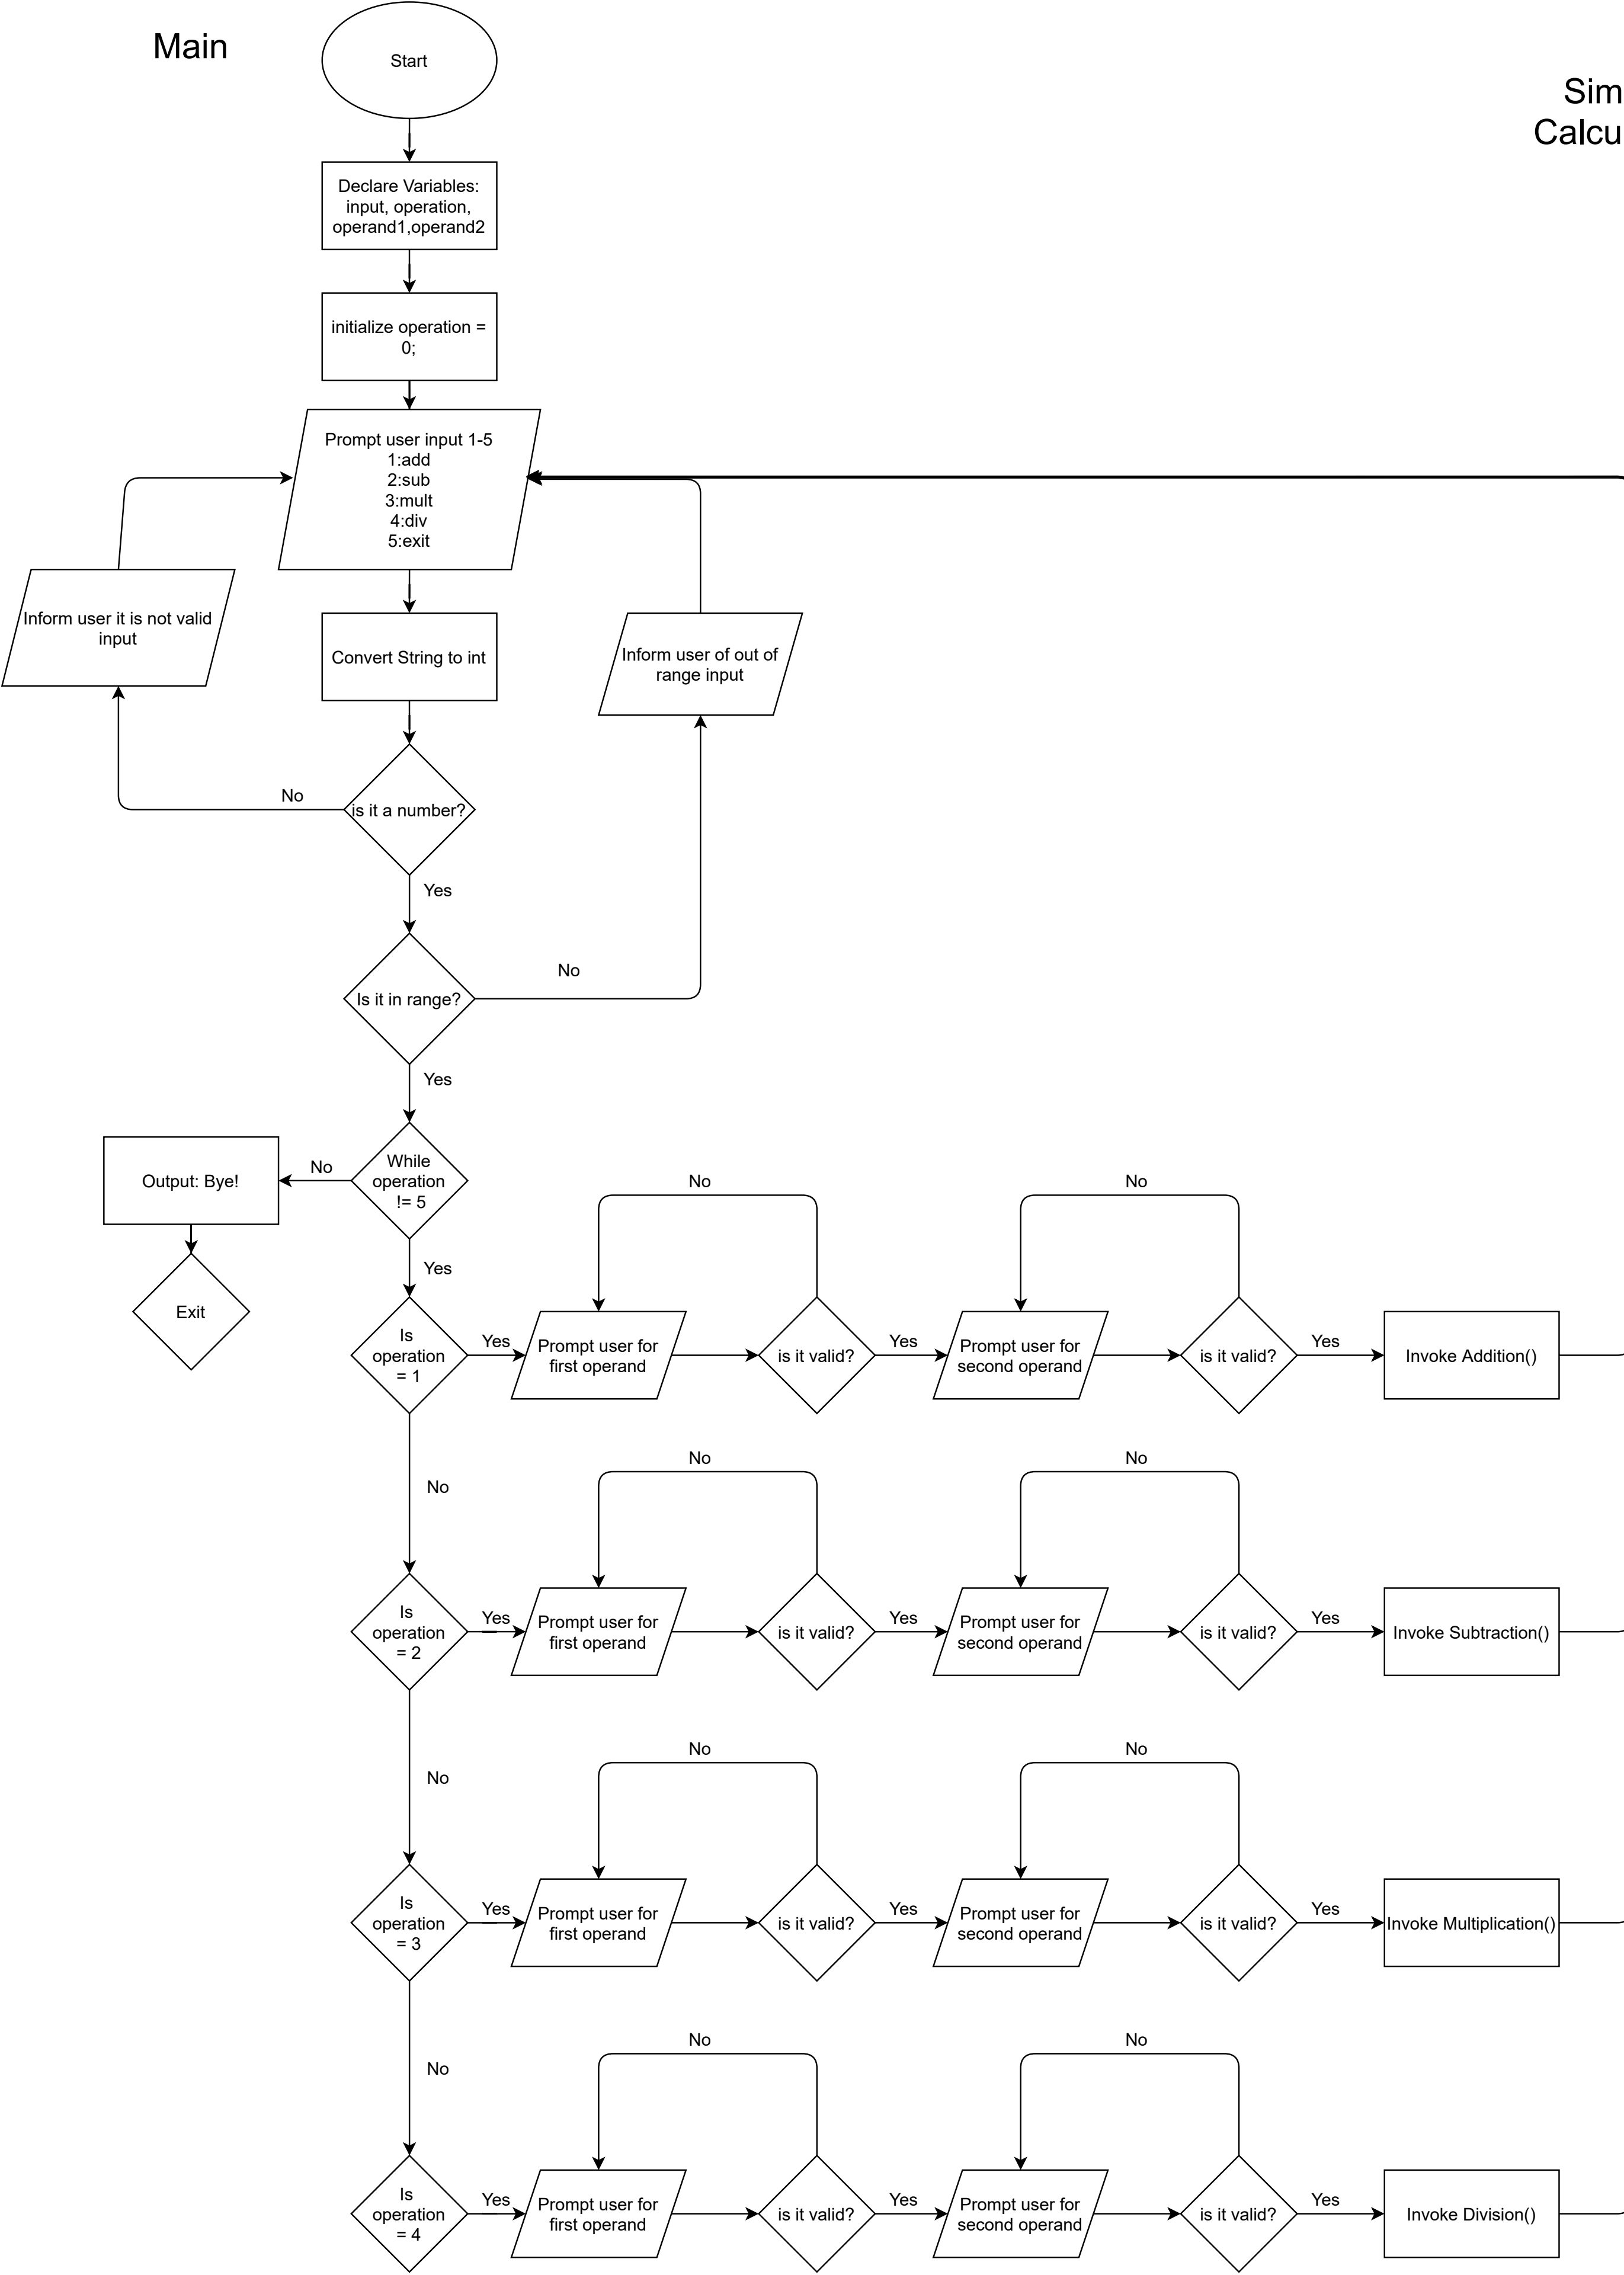 Main
Start
Sim
Calcu
Declare Variables:
input, operation,
operand1,operand2
initialize operation =
0;
Prompt user input 1-5
1:add
2:sub
3:mult
4:div
5:exit
Inform user it is not valid
input
Convert String to int
Inform user of out of
range input
No
is it a number?
Yes
No
Is it in range?
Yes
Output: Bye!
No
While
operation
!= 5
Yes
Exit
No
No
Is
operation
= 1
Yes
Prompt user for
first operand
is it valid?
Yes
Prompt user for
second operand
is it valid?
Yes
Invoke Addition()
No
No
No
Is
operation
= 2
Yes
Prompt user for
first operand
is it valid?
Yes
Prompt user for
second operand
is it valid?
Yes
Invoke Subtraction()
No
No
No
Is
operation
= 3
Yes
Prompt user for
first operand
is it valid?
Yes
Prompt user for
second operand
is it valid?
Yes
Invoke Multiplication()
No
No
No
Is
operation
= 4
Yes
Prompt user for
first operand
is it valid?
Yes
Prompt user for
second operand
is it valid?
Yes
Invoke Division()